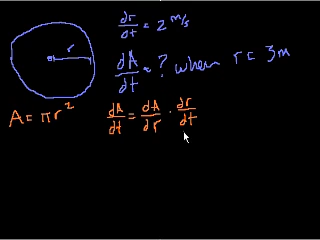 dr/dt = 2 m/s
r
dA/dt = ? when r = 3m
A = πr²
dA/dt = dA/dr · dr/dt